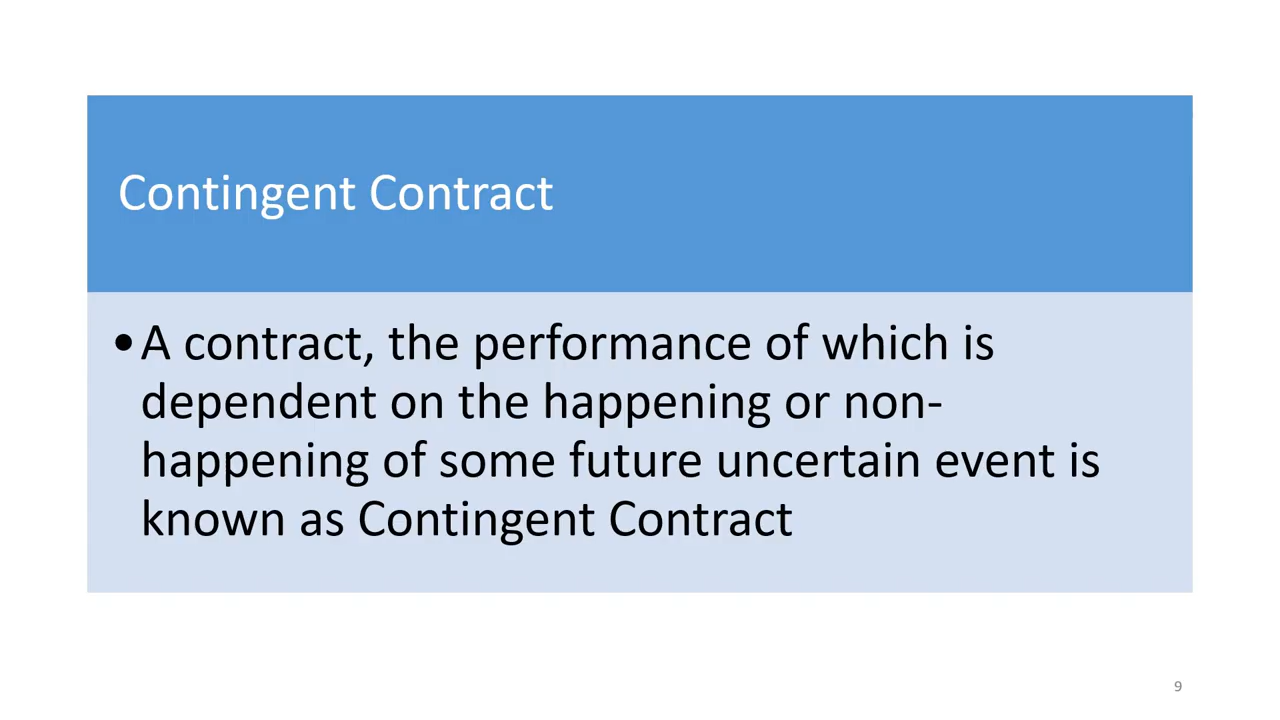 Contingent Contract
•A contract, the performance of which is
dependent on the happening or non-
happening of some future uncertain event is
known as Contingent Contract
9